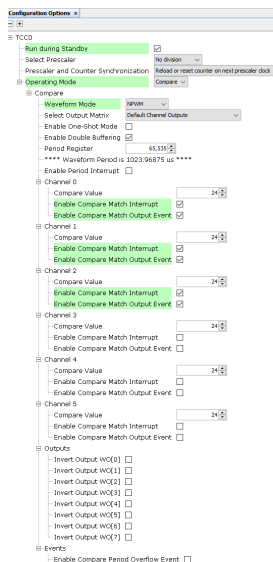 Configuration Options ×
TCC0
Run during Standby
Select Prescaler No division
Prescaler and Counter Synchronization Reload or reset counter on next prescaler clock
Operating Mode Compare
Compare
Waveform Mode NPWM
Select Output Matrix Default Channel Outputs
Enable One-Shot Mode
Enable Double Buffering
Period Register 65,535
**** Waveform Period is 1023.96875 us ****
Enable Period Interrupt
Channel 0
Compare Value 24
Enable Compare Match Interrupt
Enable Compare Match Output Event
Channel 1
Compare Value 24
Enable Compare Match Interrupt
Enable Compare Match Output Event
Channel 2
Compare Value 24
Enable Compare Match Interrupt
Enable Compare Match Output Event
Channel 3
Compare Value 24
Enable Compare Match Interrupt
Enable Compare Match Output Event
Channel 4
Compare Value 24
Enable Compare Match Interrupt
Enable Compare Match Output Event
Channel 5
Compare Value 24
Enable Compare Match Interrupt
Enable Compare Match Output Event
Outputs
Invert Output WO[0]
Invert Output WO[1]
Invert Output WO[2]
Invert Output WO[3]
Invert Output WO[4]
Invert Output WO[5]
Invert Output WO[6]
Invert Output WO[7]
Events
Enable Compare Period Overflow Event